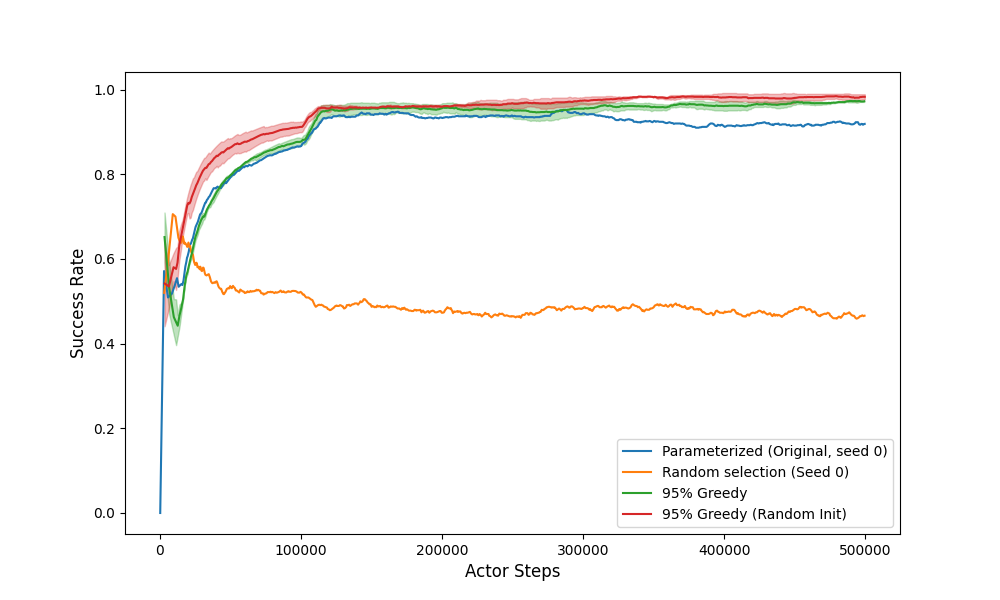 1.0
0.8
0.6
0.4
0.2
0.0
Success Rate
0
100000
200000
300000
400000
500000
Actor Steps
Parameterized (Original, seed 0)
Random selection (Seed 0)
95% Greedy
95% Greedy (Random Init)